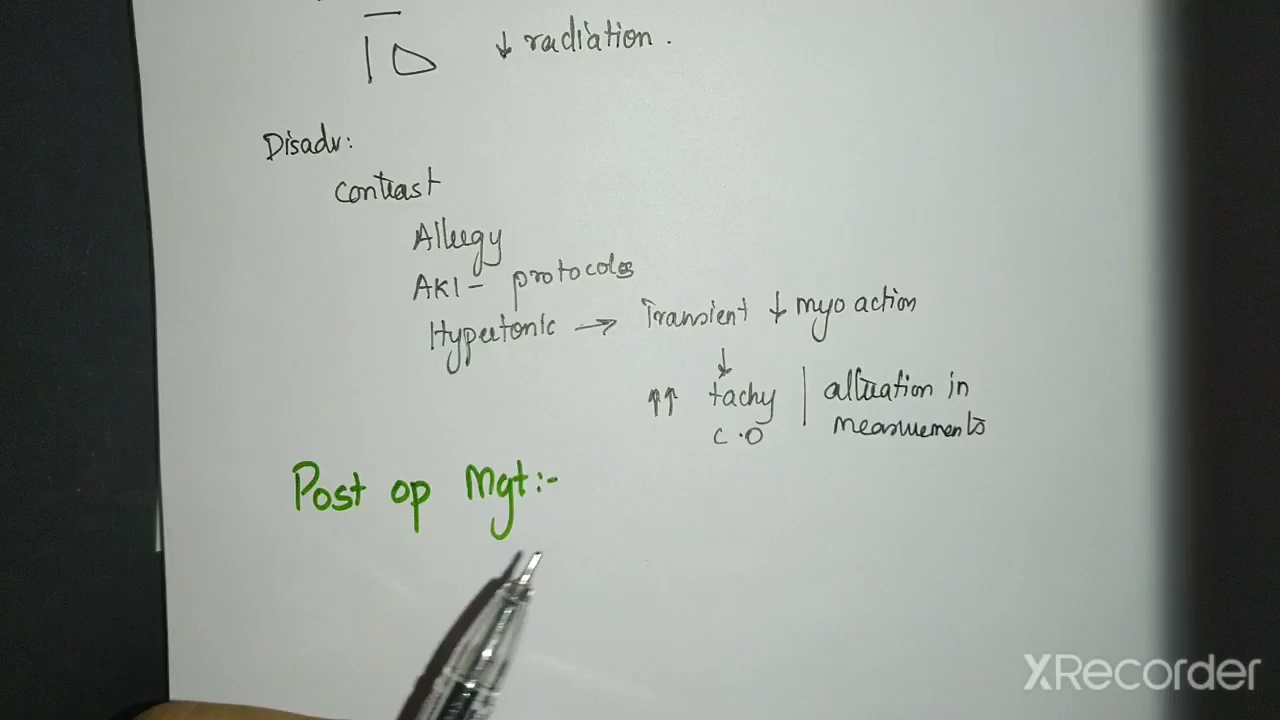 ↓ radiation.
Disadv:
Contrast
Allergy
AKI - protocols
Hypertonic → Transient ↓ myo action
↓
↑↑ tachy | alteration in
C.O | measurements
Post op Mgt:-
XRecorder